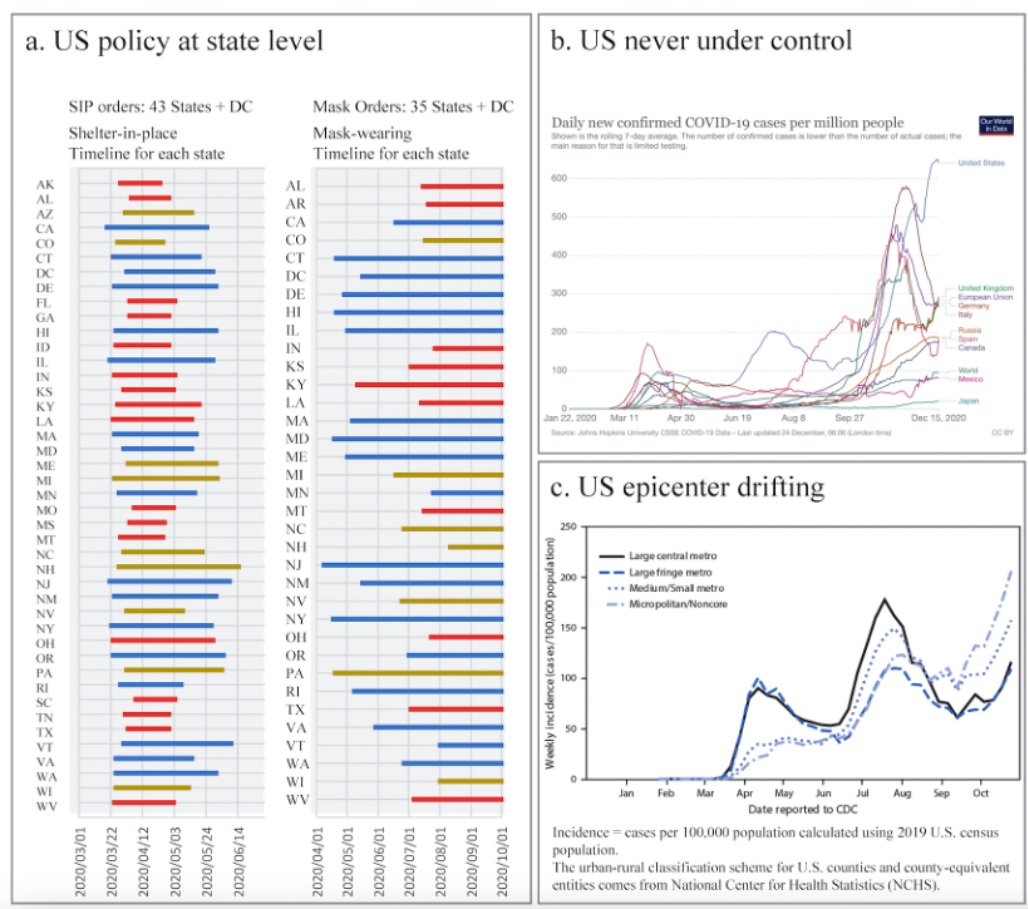 a. US policy at state level
SIP orders: 43 States + DC
Shelter-in-place
Timeline for each state
AK
AL
AZ
CA
CO
CT
DC
DE
FL
GA
HI
ID
IL
IN
KS
KY
LA
MA
MD
ME
MI
MN
MO
MS
MT
NC
NH
NJ
NM
NV
NY
OH
OR
PA
RI
SC
TN
TX
VT
VA
WA
WI
WV
2020/03/01
2020/03/22
2020/04/12
2020/05/03
2020/05/24
2020/06/14
Mask Orders: 35 States + DC
Mask-wearing
Timeline for each state
AL
AR
CA
CO
CT
DC
DE
HI
IL
IN
KS
KY
LA
MA
MD
ME
MI
MN
MT
NC
NH
NJ
NM
NV
NY
OH
OR
PA
RI
TX
VA
VT
WA
WI
WV
2020/04/01
2020/05/01
2020/06/01
2020/07/01
2020/08/01
2020/09/01
2020/10/01
b. US never under control
Daily new confirmed COVID-19 cases per million people
Shown is the rolling 7-day average. The number of confirmed cases is lower than the number of actual cases; the
main reason for that is limited testing.
Our World
in Data
600
500
400
300
200
100
0
United States
United Kingdom
European Union
Germany
Italy
Russia
Spain
Canada
World
Mexico
Japan
Jan 22, 2020 Mar 11 Apr 30 Jun 19 Aug 8 Sep 27 Dec 15, 2020
Source: Johns Hopkins University CSSE COVID-19 Data – Last updated 24 December, 06:06 (London time) CC BY
c. US epicenter drifting
Weekly incidence (cases/100,000 population)
250
200
150
100
50
0
Large central metro
Large fringe metro
Medium/Small metro
Micropolitan/Noncore
Jan Feb Mar Apr May Jun Jul Aug Sep Oct
Date reported to CDC
Incidence = cases per 100,000 population calculated using 2019 U.S. census
population.
The urban-rural classification scheme for U.S. counties and county-equivalent
entities comes from National Center for Health Statistics (NCHS).